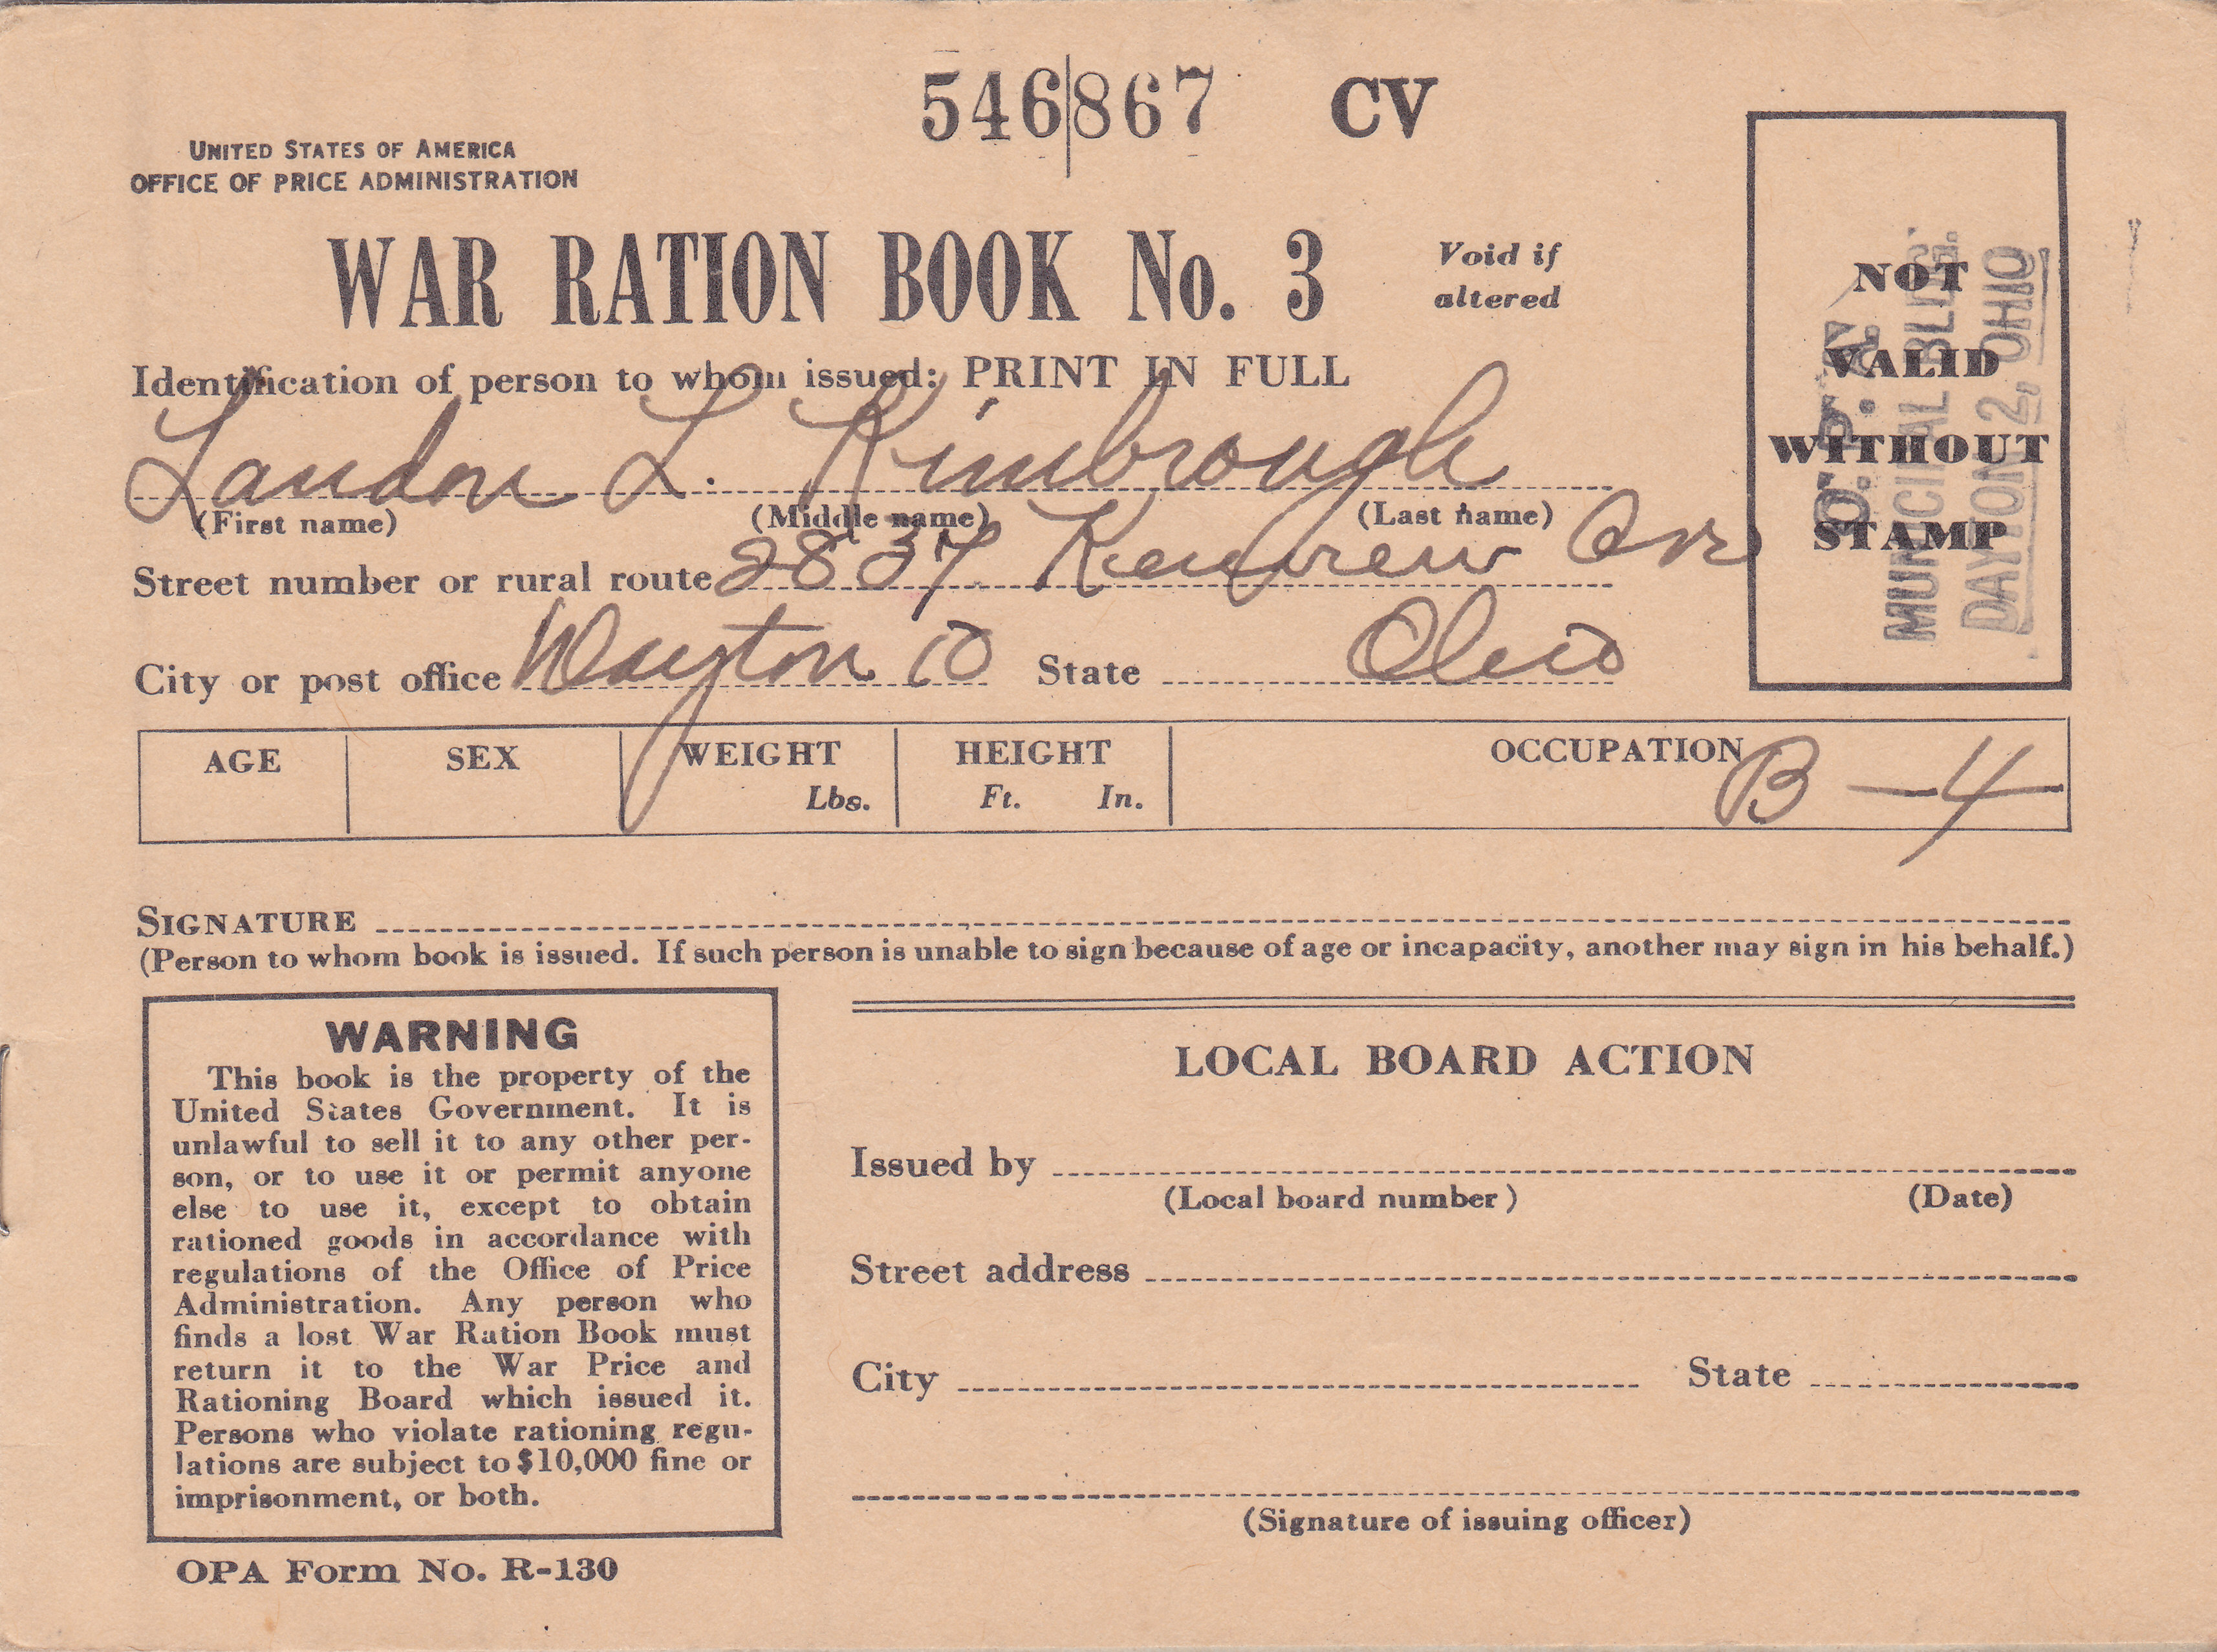 546867 CV
UNITED STATES OF AMERICA
OFFICE OF PRICE ADMINISTRATION
WAR RATION BOOK No. 3
Void if
altered
Identification of person to whom issued: PRINT IN FULL
Landon L. Kimbrough
(First name) (Middle name) (Last name)
Street number or rural route 2837 Renfrew Ave
City or post office Dayton 10 State Ohio
NOT
VALID
WITHOUT
STAMP
O.P.A.
MUNICIPAL BLDG.
DAYTON 2, OHIO
AGE SEX WEIGHT HEIGHT OCCUPATION
Lbs. Ft. In. B-4
SIGNATURE
(Person to whom book is issued. If such person is unable to sign because of age or incapacity, another may sign in his behalf.)
WARNING
This book is the property of the
United States Government. It is
unlawful to sell it to any other per-
son, or to use it or permit anyone
else to use it, except to obtain
rationed goods in accordance with
regulations of the Office of Price
Administration. Any person who
finds a lost War Ration Book must
return it to the War Price and
Rationing Board which issued it.
Persons who violate rationing regu-
lations are subject to $10,000 fine or
imprisonment, or both.
OPA Form No. R-130
LOCAL BOARD ACTION
Issued by
(Local board number) (Date)
Street address
City State
(Signature of issuing officer)